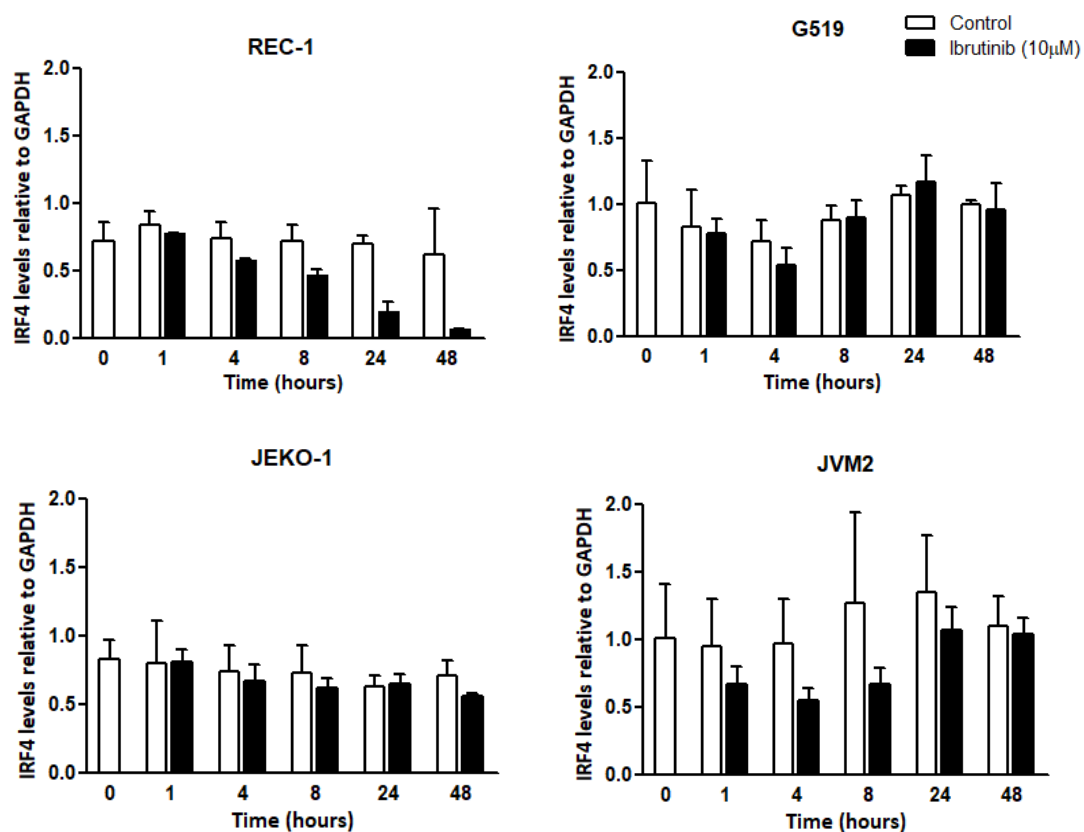 REC-1
IRF4 levels relative to GAPDH
2.0
1.5
1.0
0.5
0.0
0 1 4 8 24 48
Time (hours)
G519
Control
Ibrutinib (10μM)
IRF4 levels relative to GAPDH
2.0
1.5
1.0
0.5
0.0
0 1 4 8 24 48
Time (hours)
JEKO-1
IRF4 levels relative to GAPDH
2.0
1.5
1.0
0.5
0.0
0 1 4 8 24 48
Time (hours)
JVM2
IRF4 levels relative to GAPDH
2.0
1.5
1.0
0.5
0.0
0 1 4 8 24 48
Time (hours)